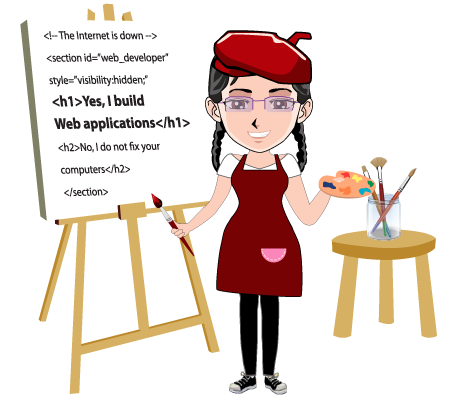 <!-- The Internet is down -->
<section id="web_developer"
style="visibility:hidden;"
<h1>Yes, I build
Web applications</h1>
<h2>No, I do not fix your
computers</h2>
</section>